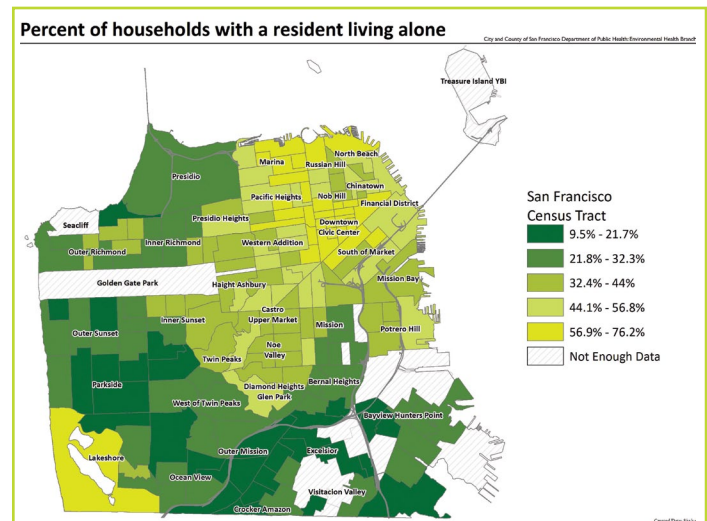 Percent of households with a resident living alone
City and County of San Francisco Department of Public Health: Environmental Health Branch
Treasure Island YBI
North Beach
Marina
Russian Hill
Presidio
Chinatown
Pacific Heights
Nob Hill
Financial District
Presidio Heights
Seacliff
Downtown
Civic Center
Inner Richmond
Western Addition
Outer Richmond
South of Market
Golden Gate Park
Haight Ashbury
Mission Bay
Castro
Upper Market
Inner Sunset
Mission
Outer Sunset
Potrero Hill
Noe
Valley
Twin Peaks
Parkside
Diamond Heights
Bernal Heights
Glen Park
West of Twin Peaks
Bayview Hunters Point
Outer Mission
Excelsior
Lakeshore
Ocean View
Visitacion Valley
Crocker Amazon
San Francisco
Census Tract
9.5% - 21.7%
21.8% - 32.3%
32.4% - 44%
44.1% - 56.8%
56.9% - 76.2%
Not Enough Data